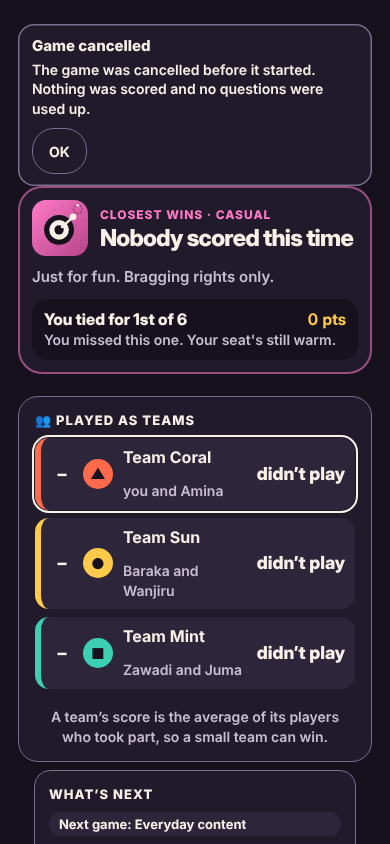 Game cancelled
The game was cancelled before it started.
Nothing was scored and no questions were
used up.
OK
CLOSEST WINS · CASUAL
Nobody scored this time
Just for fun. Bragging rights only.
You tied for 1st of 6 0 pts
You missed this one. Your seat's still warm.
👥 PLAYED AS TEAMS
– Team Coral didn’t play
you and Amina
– Team Sun didn’t play
Baraka and
Wanjiru
– Team Mint didn’t play
Zawadi and Juma
A team’s score is the average of its players
who took part, so a small team can win.
WHAT’S NEXT
Next game: Everyday content